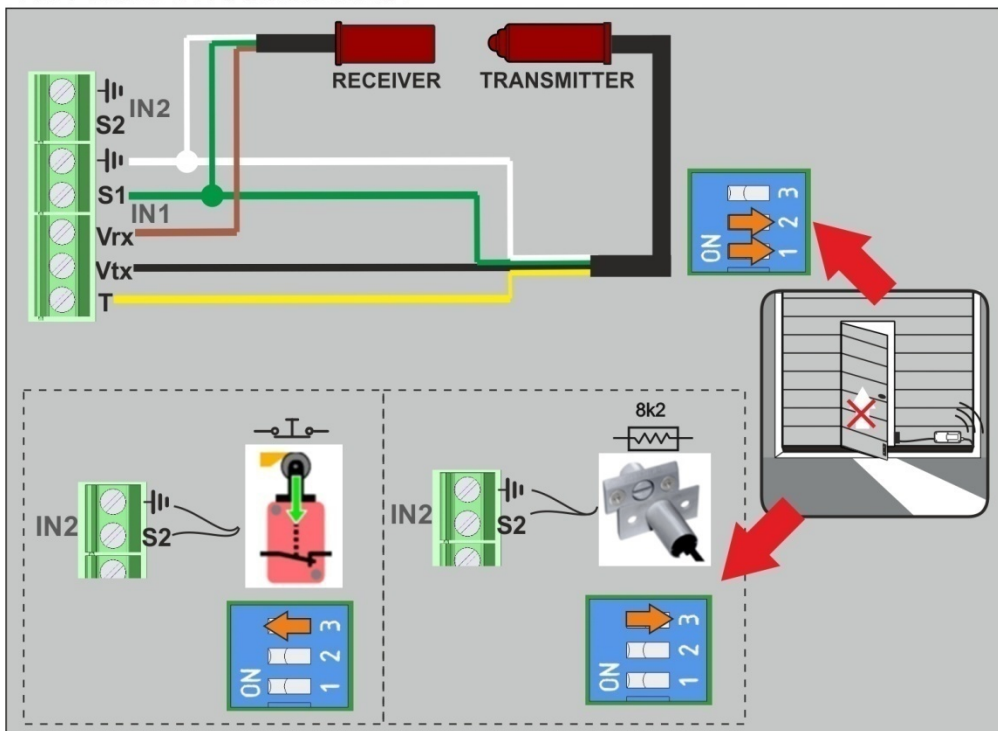 RECEIVER
TRANSMITTER
IN2
S2
S1
IN1
Vrx
Vtx
T
ON
1 2 3
IN2
S2
ON
1 2 3
8k2
IN2
S2
ON
1 2 3